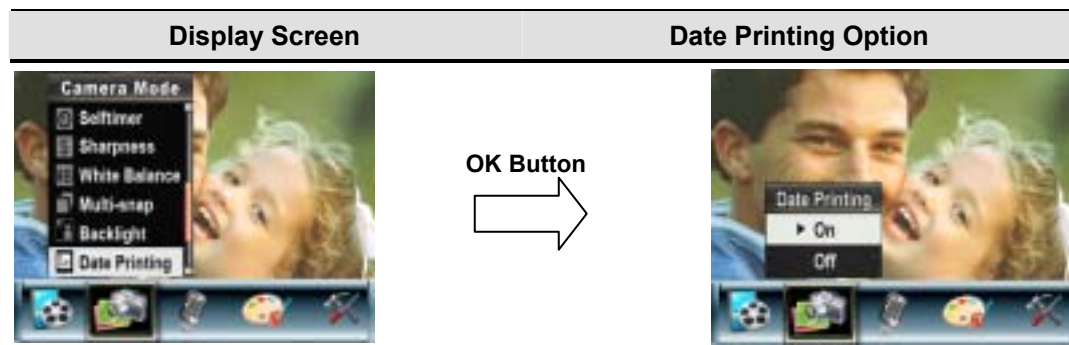 Display Screen
Date Printing Option
Camera Mode
Selftimer
Sharpness
White Balance
Multi-snap
Backlight
Date Printing
OK Button
Date Printing
On
Off